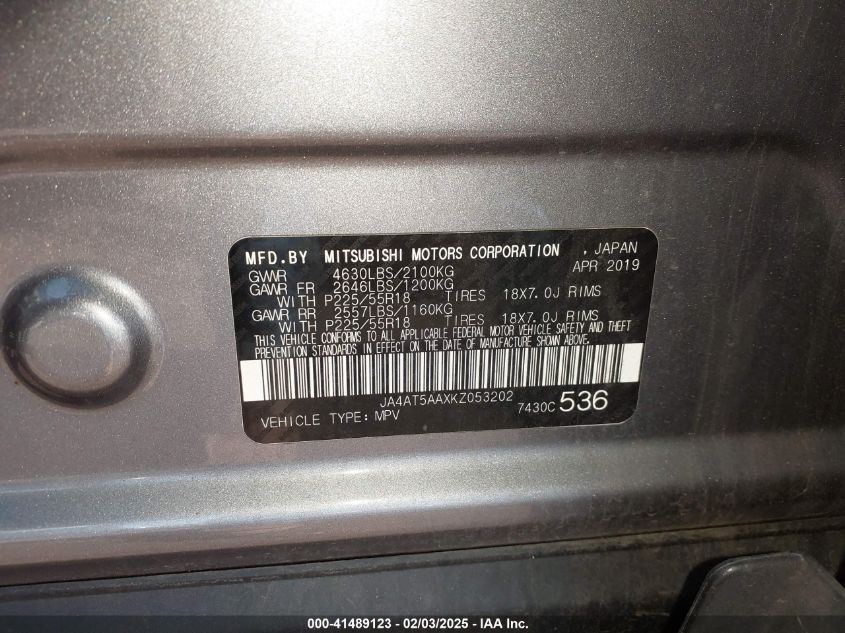 MFD.BY MITSUBISHI MOTORS CORPORATION , JAPAN
GVWR 4630LBS/2100KG APR 2019
GAWR FR 2646LBS/1200KG
WITH P225/55R18 TIRES 18X7.0J RIMS
GAWR RR 2557LBS/1160KG
WITH P225/55R18 TIRES 18X7.0J RIMS
THIS VEHICLE CONFORMS TO ALL APPLICABLE FEDERAL MOTOR VEHICLE SAFETY AND THEFT
PREVENTION STANDARDS IN EFFECT ON THE DATE OF MANUFACTURE SHOWN ABOVE.
JA4AT5AAXKZ053202
VEHICLE TYPE: MPV 7430C 536
000-41489123 - 02/03/2025 - IAA Inc.